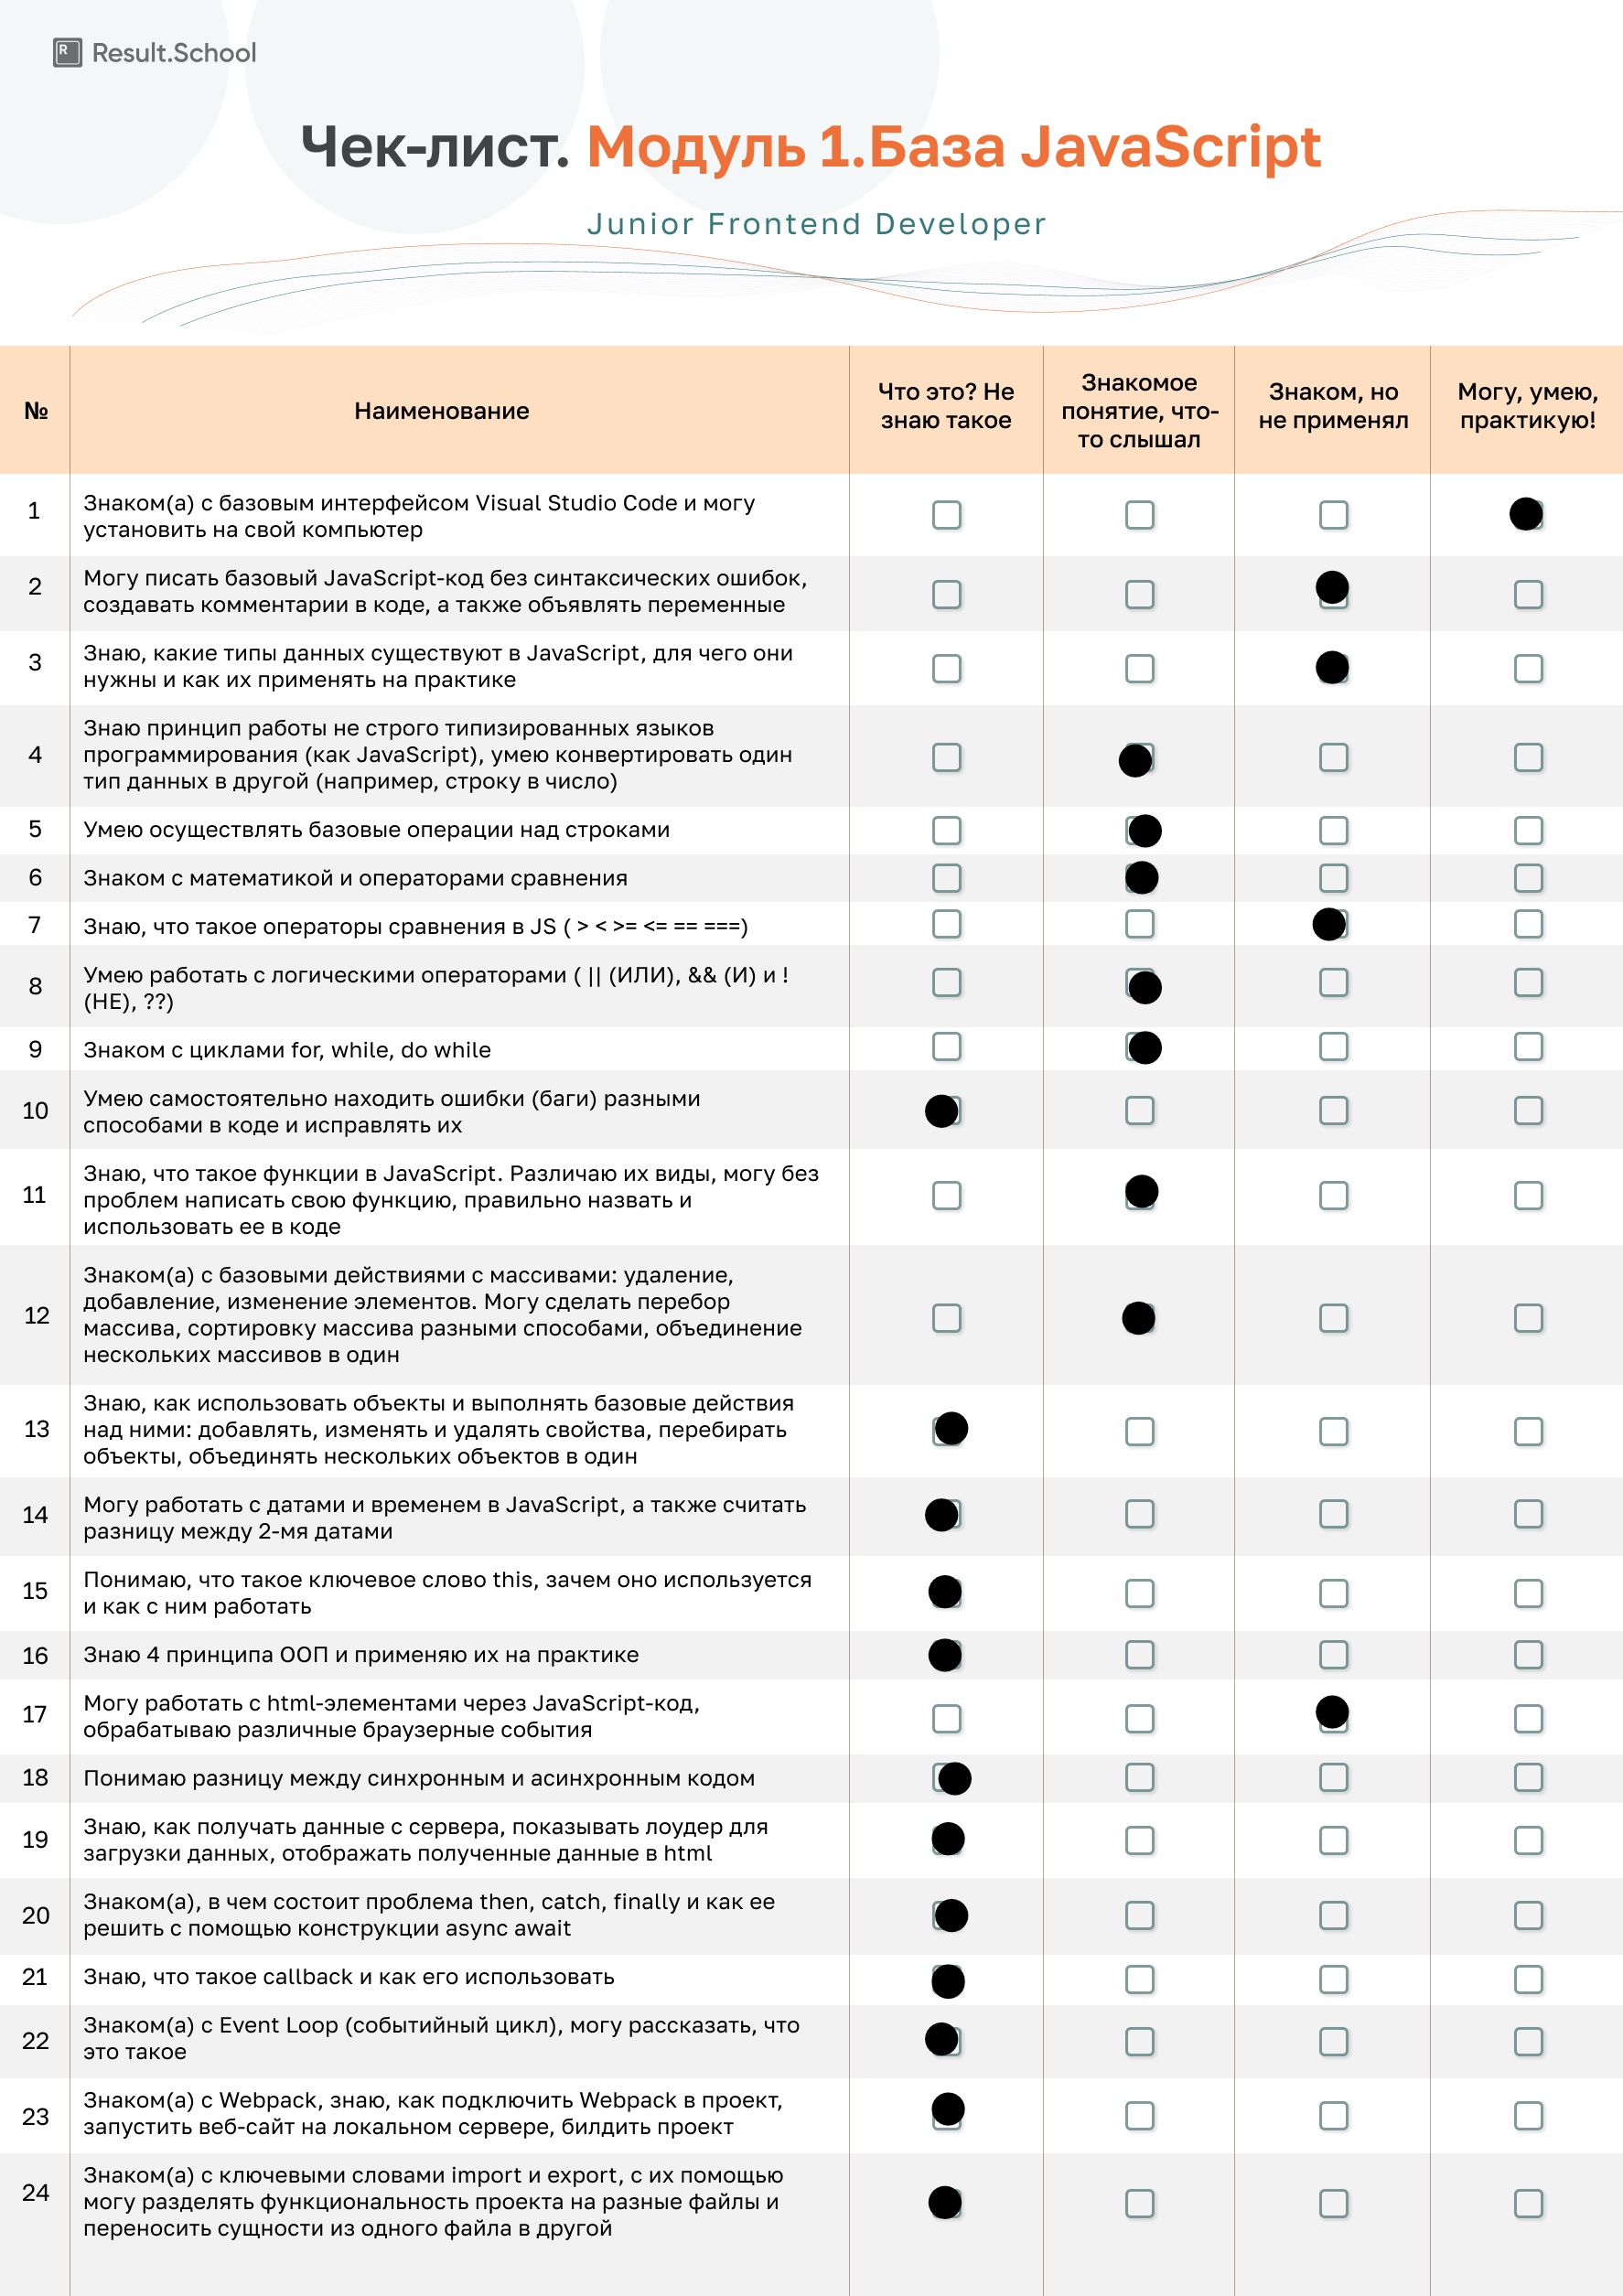 R Result.School
Чек-лист. Модуль 1.База JavaScript
Junior Frontend Developer
№
Наименование
Что это? Не
знаю такое
Знакомое
понятие, что-
то слышал
Знаком, но
не применял
Могу, умею,
практикую!
1
Знаком(а) с базовым интерфейсом Visual Studio Code и могу
установить на свой компьютер
2
Могу писать базовый JavaScript-код без синтаксических ошибок,
создавать комментарии в коде, а также объявлять переменные
3
Знаю, какие типы данных существуют в JavaScript, для чего они
нужны и как их применять на практике
4
Знаю принцип работы не строго типизированных языков
программирования (как JavaScript), умею конвертировать один
тип данных в другой (например, строку в число)
5
Умею осуществлять базовые операции над строками
6
Знаком с математикой и операторами сравнения
7
Знаю, что такое операторы сравнения в JS ( > < >= <= == ===)
8
Умею работать с логическими операторами ( || (ИЛИ), && (И) и !
(НЕ), ??)
9
Знаком с циклами for, while, do while
10
Умею самостоятельно находить ошибки (баги) разными
способами в коде и исправлять их
11
Знаю, что такое функции в JavaScript. Различаю их виды, могу без
проблем написать свою функцию, правильно назвать и
использовать ее в коде
12
Знаком(а) с базовыми действиями с массивами: удаление,
добавление, изменение элементов. Могу сделать перебор
массива, сортировку массива разными способами, объединение
нескольких массивов в один
13
Знаю, как использовать объекты и выполнять базовые действия
над ними: добавлять, изменять и удалять свойства, перебирать
объекты, объединять нескольких объектов в один
14
Могу работать с датами и временем в JavaScript, а также считать
разницу между 2-мя датами
15
Понимаю, что такое ключевое слово this, зачем оно используется
и как с ним работать
16
Знаю 4 принципа ООП и применяю их на практике
17
Могу работать с html-элементами через JavaScript-код,
обрабатываю различные браузерные события
18
Понимаю разницу между синхронным и асинхронным кодом
19
Знаю, как получать данные с сервера, показывать лоудер для
загрузки данных, отображать полученные данные в html
20
Знаком(а), в чем состоит проблема then, catch, finally и как ее
решить с помощью конструкции async await
21
Знаю, что такое callback и как его использовать
22
Знаком(а) с Event Loop (событийный цикл), могу рассказать, что
это такое
23
Знаком(а) с Webpack, знаю, как подключить Webpack в проект,
запустить веб-сайт на локальном сервере, билдить проект
24
Знаком(а) с ключевыми словами import и export, с их помощью
могу разделять функциональность проекта на разные файлы и
переносить сущности из одного файла в другой